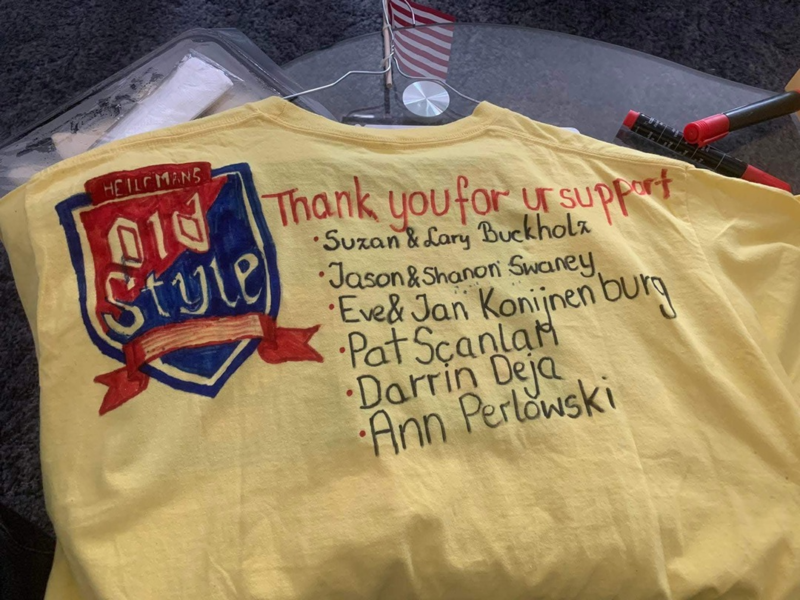 HEILEMANS
Old
Style
Thank you for ur support
• Suzan & Lary Buckholz
• Jason & Shanon Swaney
• Eve & Jan Konijnenburg
• Pat Scanlan
• Darrin Deja
• Ann Perlowski